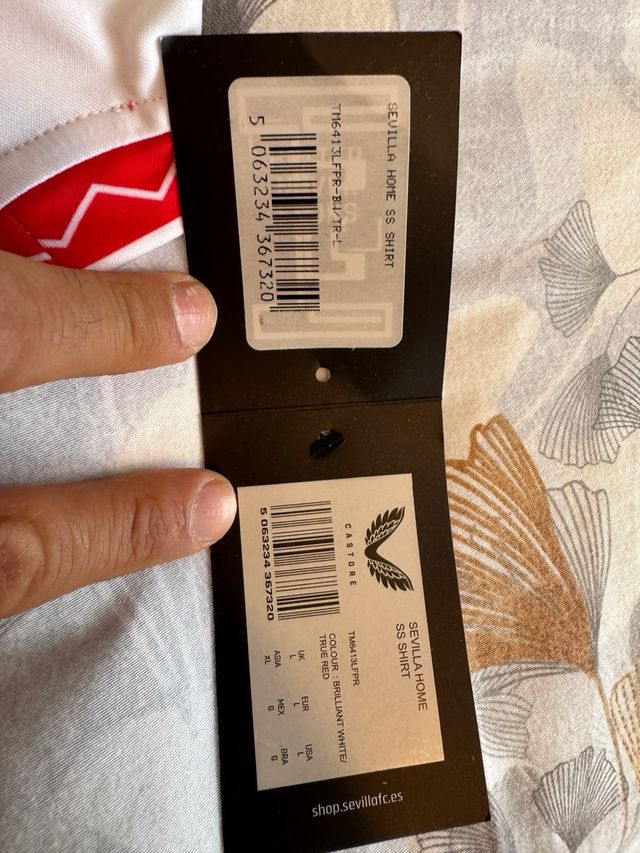 SEVILLA HOME SS SHIRT
TM6413LFPR-BW/TR-L
5 063234 367320
CASTORE
5 063234 367320
SEVILLA HOME
SS SHIRT
TM6413LFPR
COLOUR : BRILLIANT WHITE/
TRUE RED
UK EUR USA
L L L
ASIA MEX BRA
XL G G
shop.sevillafc.es